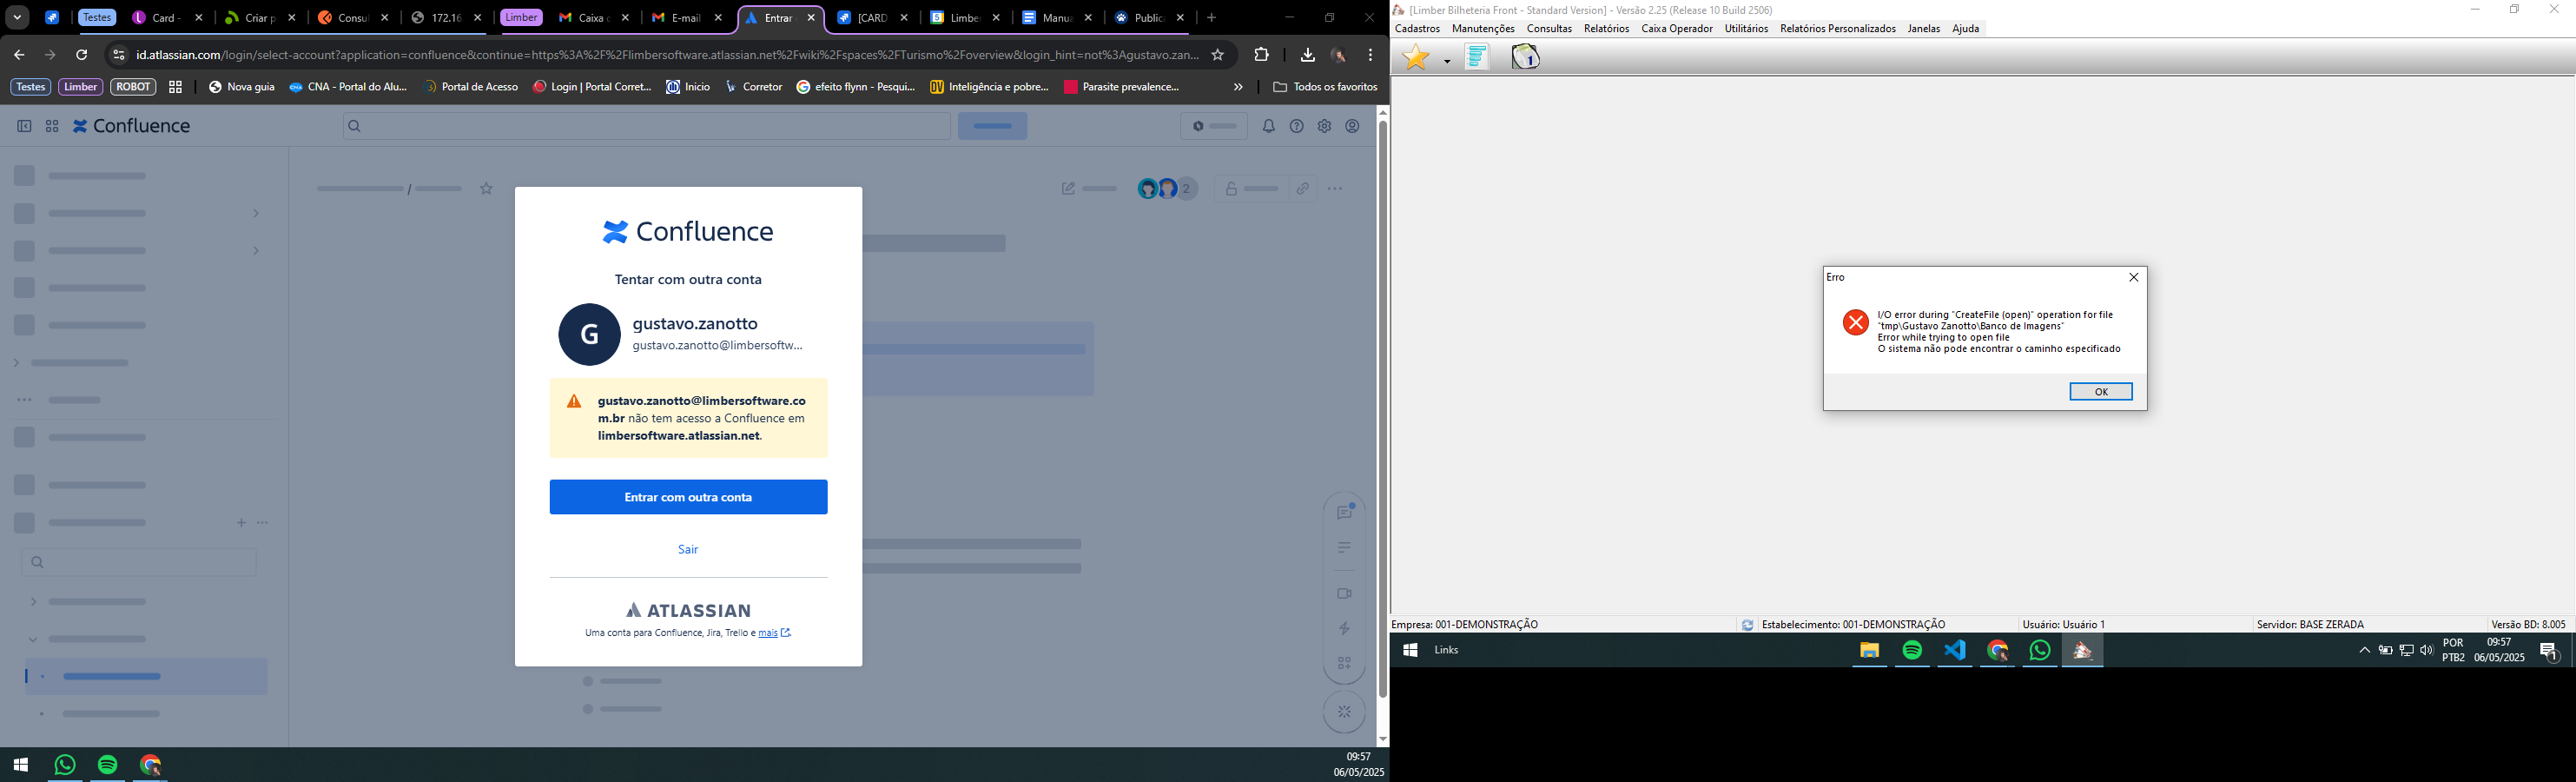 Testes
Card -
Criar p
Consul
172.16
Limber
Caixa d
E-mail
Entrar
[CARD
Limbe
Manua
Public
id.atlassian.com/login/select-account?application=confluence&continue=https%3A%2F%2Flimbersoftware.atlassian.net%2Fwiki%2Fspaces%2FTurismo%2Foverview&login_hint=not%3Agustavo.zan...
Testes
Limber
ROBOT
Nova guia
CNA - Portal do Alu...
Portal de Acesso
Login | Portal Corret...
Inicio
Corretor
efeito flynn - Pesqui...
Inteligência e pobre...
Parasite prevalence...
»
Todos os favoritos
Confluence
/
2
Confluence
Tentar com outra conta
G
gustavo.zanotto
gustavo.zanotto@limbersoftw...
gustavo.zanotto@limbersoftware.co
m.br não tem acesso a Confluence em
limbersoftware.atlassian.net.
Entrar com outra conta
Sair
ATLASSIAN
Uma conta para Confluence, Jira, Trello e mais
09:57
06/05/2025
[Limber Bilheteria Front - Standard Version] - Versão 2.25 (Release 10 Build 2506)
Cadastros Manutenções Consultas Relatórios Caixa Operador Utilitários Relatórios Personalizados Janelas Ajuda
1
Erro
I/O error during "CreateFile (open)" operation for file
"tmp\Gustavo Zanotto\Banco de Imagens"
Error while trying to open file
O sistema não pode encontrar o caminho especificado
OK
Empresa: 001-DEMONSTRAÇÃO
Estabelecimento: 001-DEMONSTRAÇÃO
Usuário: Usuário 1
Servidor: BASE ZERADA
Versão BD: 8.005
Links
POR
PTB2
09:57
06/05/2025
1